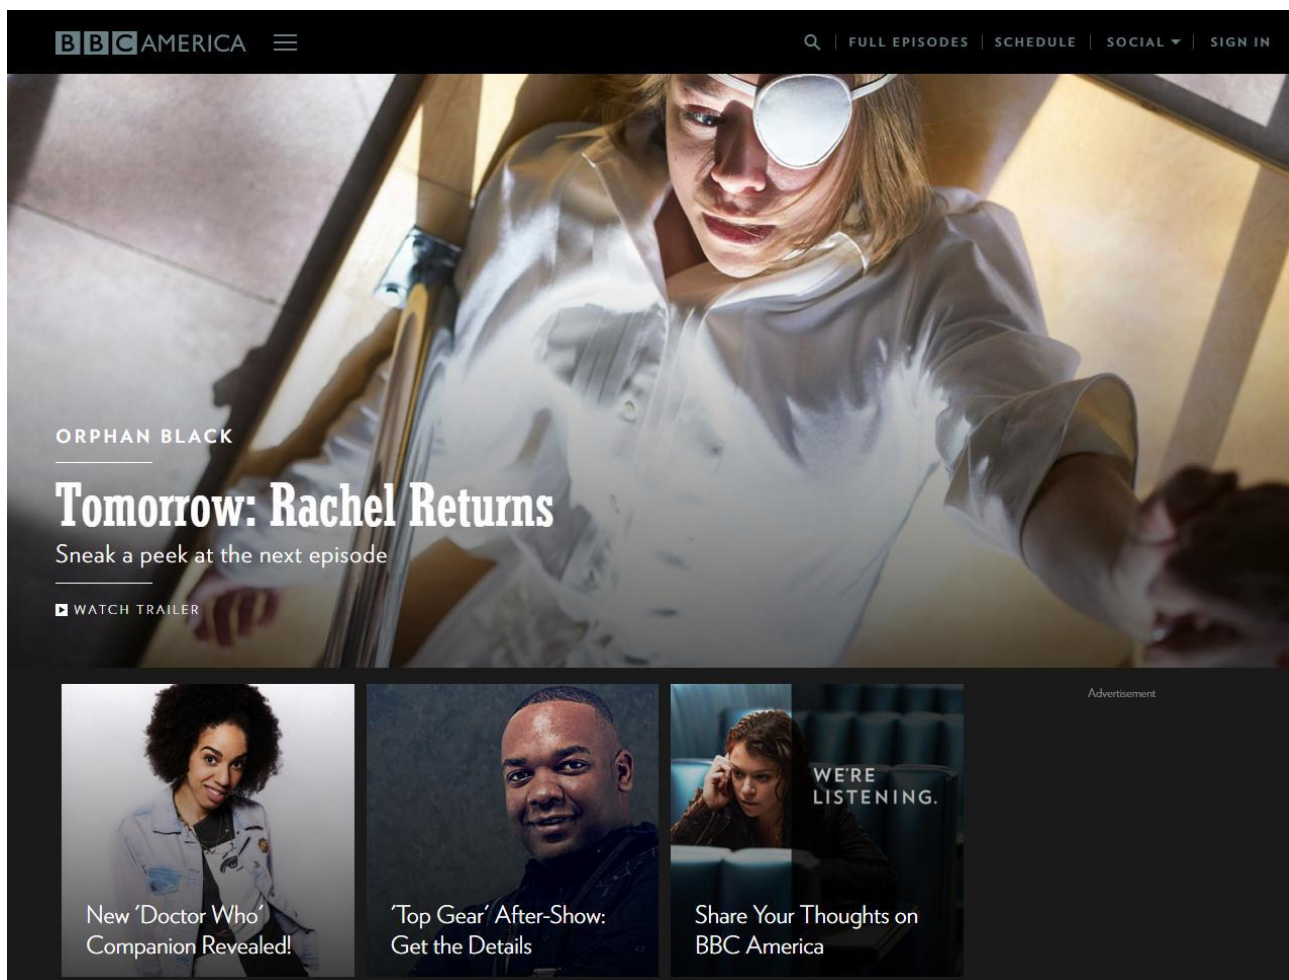 BBC AMERICA
FULL EPISODES | SCHEDULE | SOCIAL | SIGN IN
ORPHAN BLACK
Tomorrow: Rachel Returns
Sneak a peek at the next episode
WATCH TRAILER
Advertisement
WE'RE
LISTENING.
New 'Doctor Who'
Companion Revealed!
'Top Gear' After-Show:
Get the Details
Share Your Thoughts on
BBC America